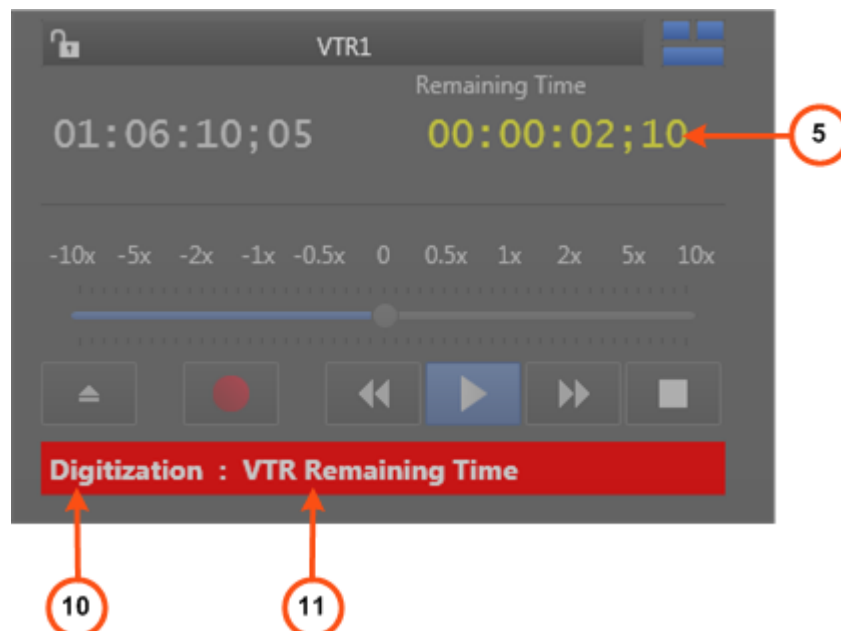 VTR1
Remaining Time
01:06:10;05 00:00:02;10
5
-10x -5x -2x -1x -0.5x 0 0.5x 1x 2x 5x 10x
Digitization : VTR Remaining Time
10 11